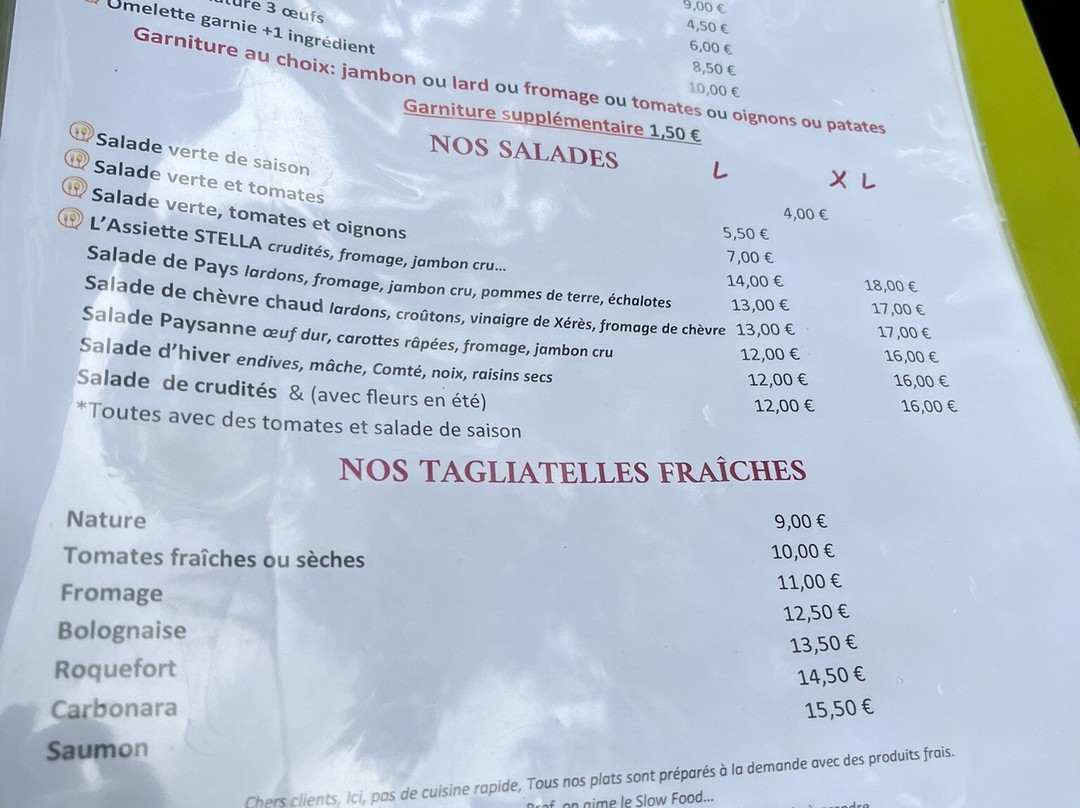 9,00 €
4,50 €
6,00 €
3 œufs 8,50 €
Omelette garnie +1 ingrédient 10,00 €
Garniture au choix: jambon ou lard ou fromage ou tomates ou oignons ou patates
Garniture supplémentaire 1,50 €
NOS SALADES L X L
Salade verte de saison 4,00 €
Salade verte et tomates 5,50 €
Salade verte, tomates et oignons 7,00 €
L'Assiette STELLA crudités, fromage, jambon cru... 14,00 € 18,00 €
Salade de Pays lardons, fromage, jambon cru, pommes de terre, échalotes 13,00 € 17,00 €
Salade de chèvre chaud lardons, croûtons, vinaigre de Xérès, fromage de chèvre 13,00 € 17,00 €
Salade Paysanne œuf dur, carottes râpées, fromage, jambon cru 12,00 € 16,00 €
Salade d'hiver endives, mâche, Comté, noix, raisins secs 12,00 € 16,00 €
Salade de crudités & (avec fleurs en été) 12,00 € 16,00 €
*Toutes avec des tomates et salade de saison
NOS TAGLIATELLES FRAÎCHES
Nature 9,00 €
Tomates fraîches ou sèches 10,00 €
Fromage 11,00 €
Bolognaise 12,50 €
Roquefort 13,50 €
Carbonara 14,50 €
Saumon 15,50 €
Chers clients, Ici, pas de cuisine rapide, Tous nos plats sont préparés à la demande avec des produits frais.
on aime le Slow Food...